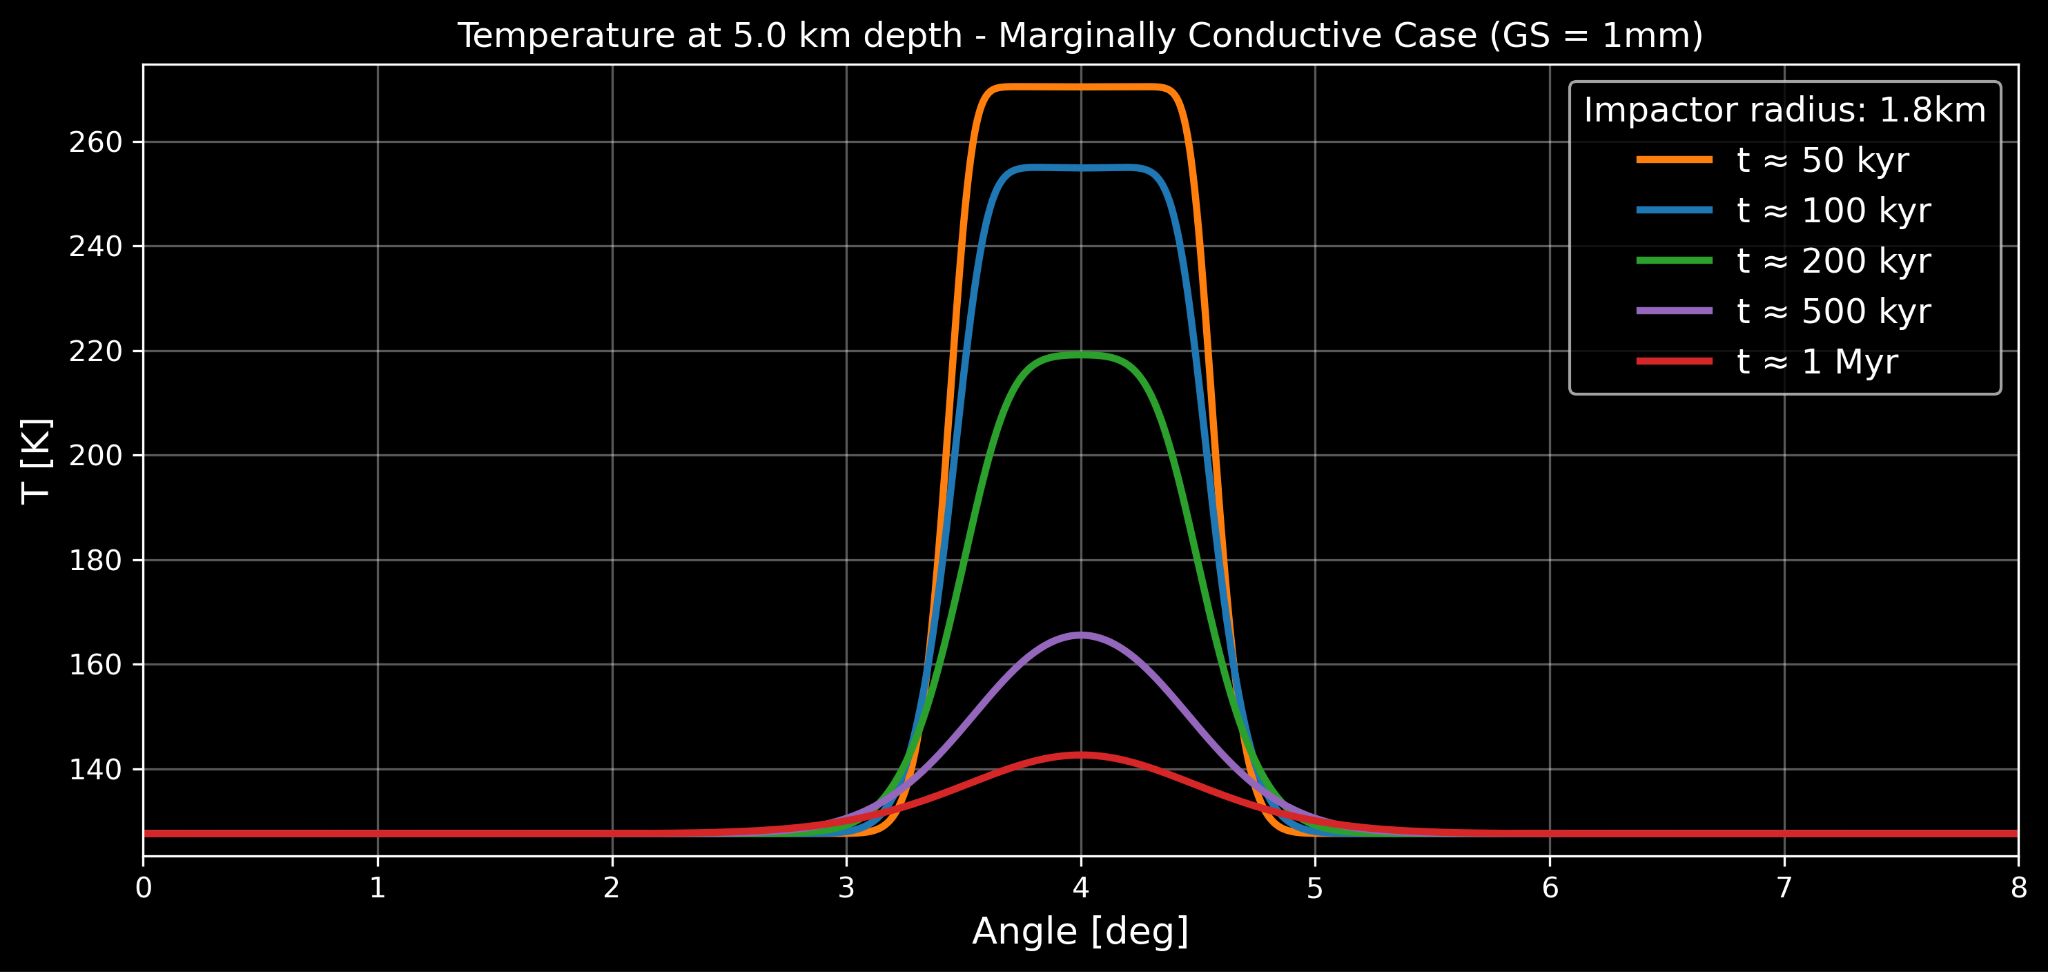 Temperature at 5.0 km depth - Marginally Conductive Case (GS = 1mm)
Impactor radius: 1.8km
t ≈ 50 kyr
t ≈ 100 kyr
t ≈ 200 kyr
t ≈ 500 kyr
t ≈ 1 Myr
T [K]
260
240
220
200
180
160
140
0 1 2 3 4 5 6 7 8
Angle [deg]